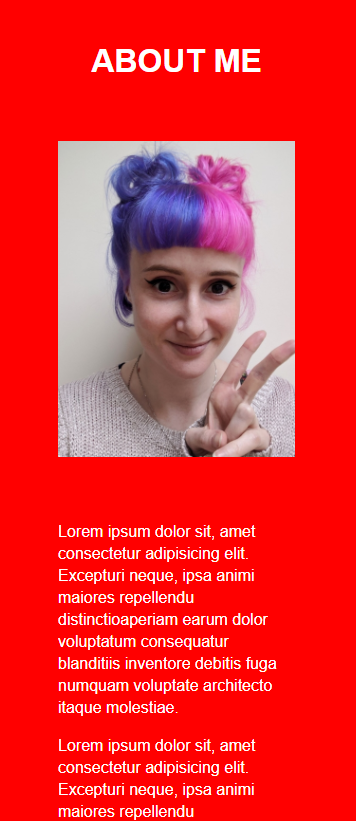 ABOUT ME
Lorem ipsum dolor sit, amet
consectetur adipisicing elit.
Excepturi neque, ipsa animi
maiores repellendu
distinctioaperiam earum dolor
voluptatum consequatur
blanditiis inventore debitis fuga
numquam voluptate architecto
itaque molestiae.
Lorem ipsum dolor sit, amet
consectetur adipisicing elit.
Excepturi neque, ipsa animi
maiores repellendu